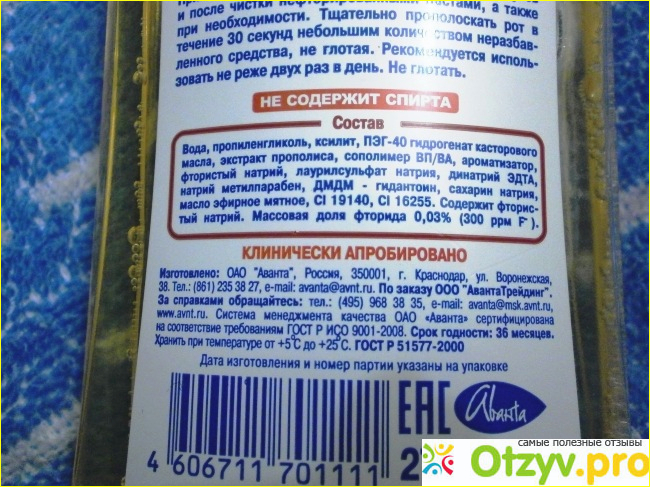 и после чистки нефторированными пастами, а также
при необходимости. Тщательно прополоскать рот в
течение 30 секунд небольшим количеством неразбав-
ленного средства, не глотая. Рекомендуется исполь-
зовать не реже двух раз в день. Не глотать.
НЕ СОДЕРЖИТ СПИРТА
Состав
Вода, пропиленгликоль, ксилит, ПЭГ-40 гидрогенат касторового
масла, экстракт прополиса, сополимер ВП/ВА, ароматизатор,
фтористый натрий, лаурилсульфат натрия, динатрий ЭДТА,
натрий метилпарабен, ДМДМ - гидантоин, сахарин натрия,
масло эфирное мятное, CI 19140, CI 16255. Содержит фторис-
тый натрий. Массовая доля фторида 0,03% (300 ppm F⁻).
КЛИНИЧЕСКИ АПРОБИРОВАНО
Изготовлено: ОАО "Аванта", Россия, 350001, г. Краснодар, ул. Воронежская,
38. Тел.: (861) 235 38 27, e-mail: avanta@avnt.ru. По заказу ООО "АвантаТрейдинг".
За справками обращайтесь: тел.: (495) 968 38 35, e-mail: avanta@msk.avnt.ru,
www.avnt.ru. Система менеджмента качества ОАО «Аванта» сертифицирована
на соответствие требованиям ГОСТ Р ИСО 9001-2008. Срок годности: 36 месяцев.
Хранить при температуре от +5°С до +25°С. ГОСТ Р 51577-2000
Дата изготовления и номер партии указаны на упаковке
EAC Avanta
4 606711 701111
2
самые полезные отзывы
Otzyv.pro